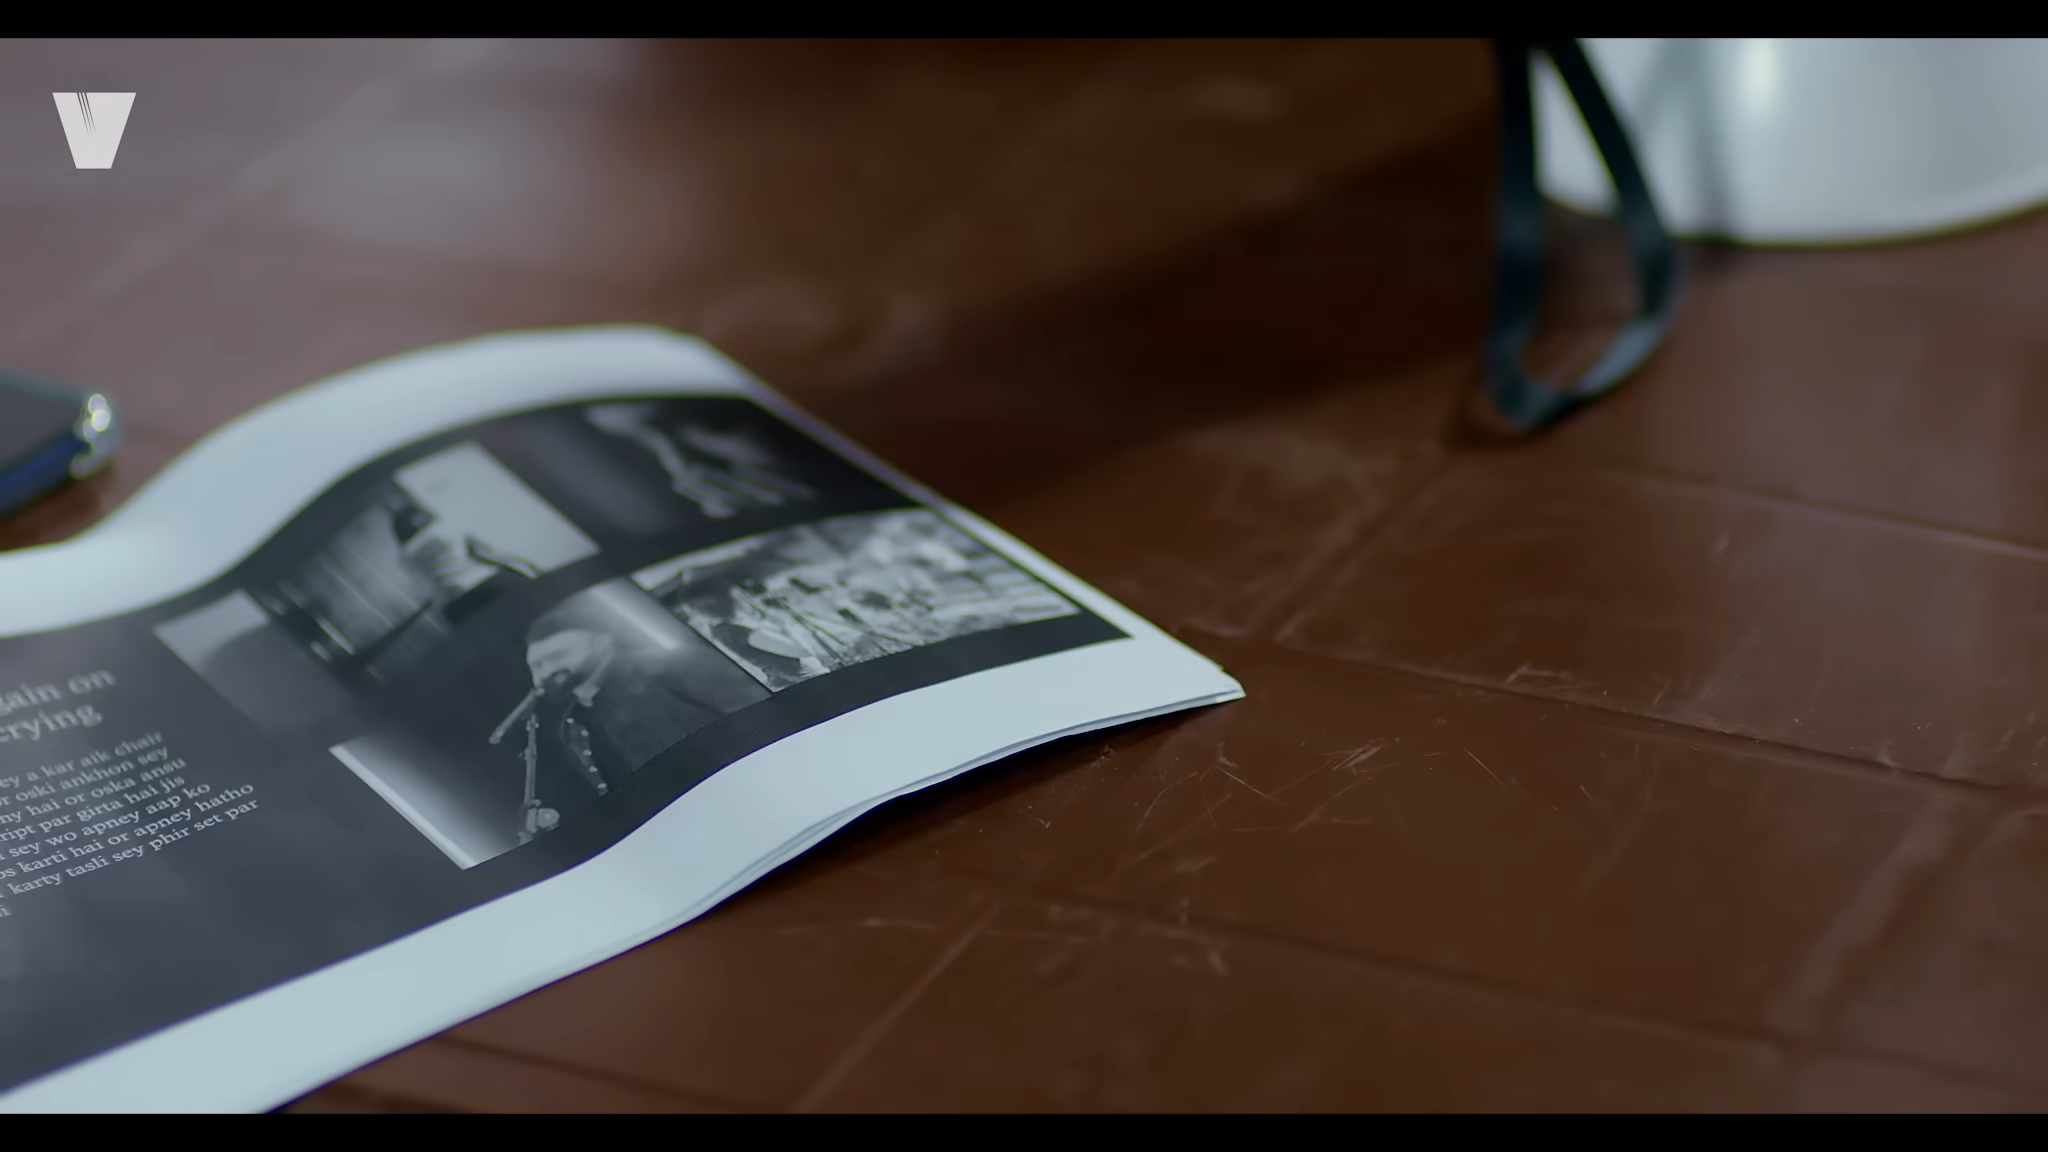 V
gain on
crying
ey a kar aik chair
or oski ankhon sey
ny hai or oska ansu
ript par girta hai jis
sey wo apney aap ko
os karti hai or apney hatho
karty tasli sey phir set par